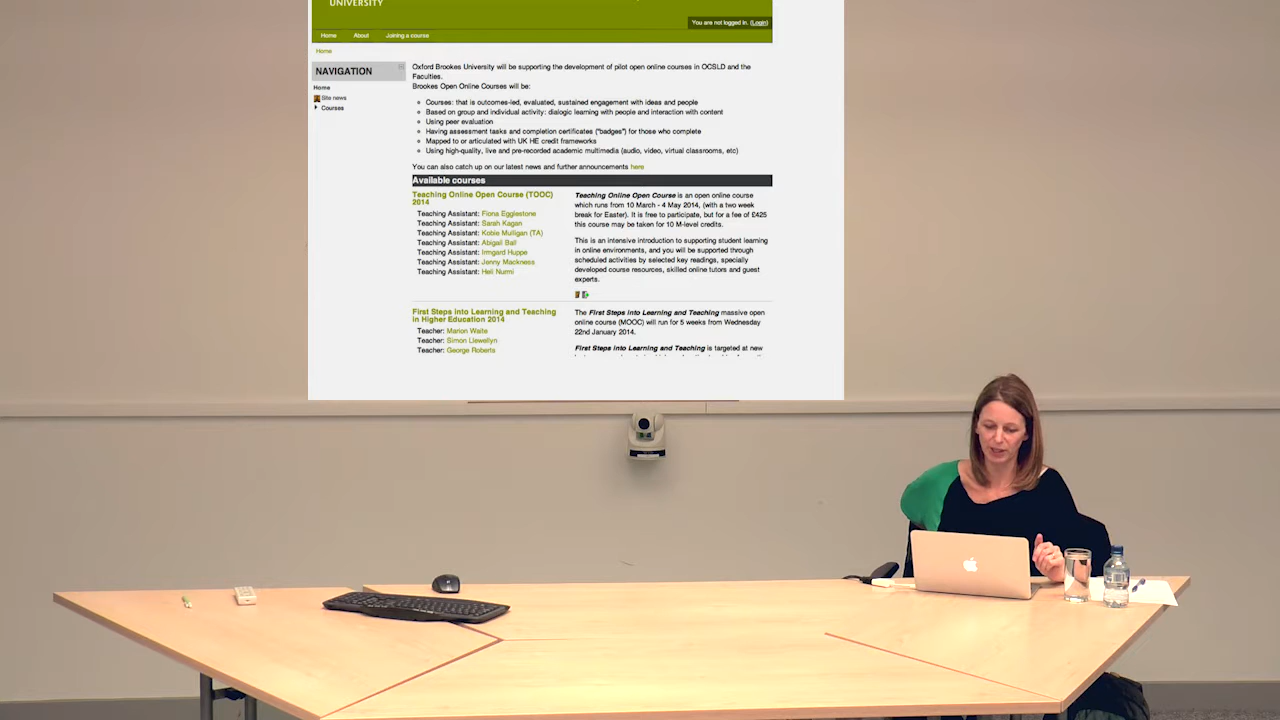 UNIVERSITY
You are not logged in. (Login)
Home About Joining a course
Home
NAVIGATION
Home
Site news
Courses
Oxford Brookes University will be supporting the development of pilot open online courses in OCSLD and the
Faculties.
Brookes Open Online Courses will be:
Courses: that is outcomes-led, evaluated, sustained engagement with ideas and people
Based on group and individual activity: dialogic learning with people and interaction with content
Using peer evaluation
Having assessment tasks and completion certificates ("badges") for those who complete
Mapped to or articulated with UK HE credit frameworks
Using high-quality, live and pre-recorded academic multimedia (audio, video, virtual classrooms, etc)
You can also catch up on our latest news and further announcements here
Available courses
Teaching Online Open Course (TOOC)
2014
Teaching Assistant: Fiona Egglestone
Teaching Assistant: Sarah Kagan
Teaching Assistant: Kobie Mulligan (TA)
Teaching Assistant: Abigail Ball
Teaching Assistant: Irmgard Huppe
Teaching Assistant: Jenny Mackness
Teaching Assistant: Heli Nurmi
Teaching Online Open Course is an open online course
which runs from 10 March - 4 May 2014, (with a two week
break for Easter). It is free to participate, but for a fee of £425
this course may be taken for 10 M-level credits.
This is an intensive introduction to supporting student learning
in online environments, and you will be supported through
scheduled activities by selected key readings, specially
developed course resources, skilled online tutors and guest
experts.
First Steps into Learning and Teaching
in Higher Education 2014
Teacher: Marion Waite
Teacher: Simon Llewellyn
Teacher: George Roberts
The First Steps into Learning and Teaching massive open
online course (MOOC) will run for 5 weeks from Wednesday
22nd January 2014.
First Steps into Learning and Teaching is targeted at new